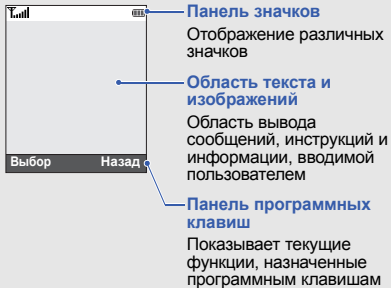 Панель значков
Отображение различных
значков
Область текста и
изображений
Область вывода
сообщений, инструкций и
информации, вводимой
пользователем
Выбор Назад
Панель программных
клавиш
Показывает текущие
функции, назначенные
программным клавишам